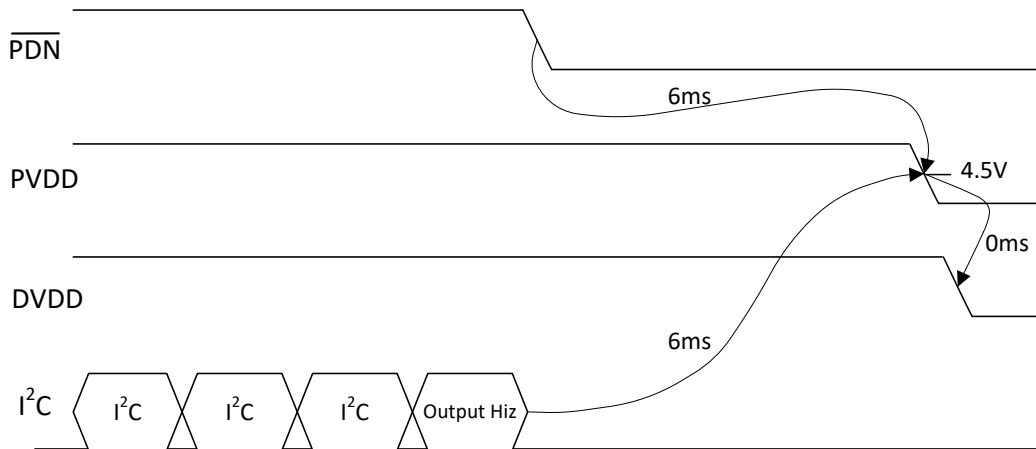 PDN
6ms
PVDD
4.5V
0ms
DVDD
6ms
I²C
I²C
I²C
I²C
Output Hiz